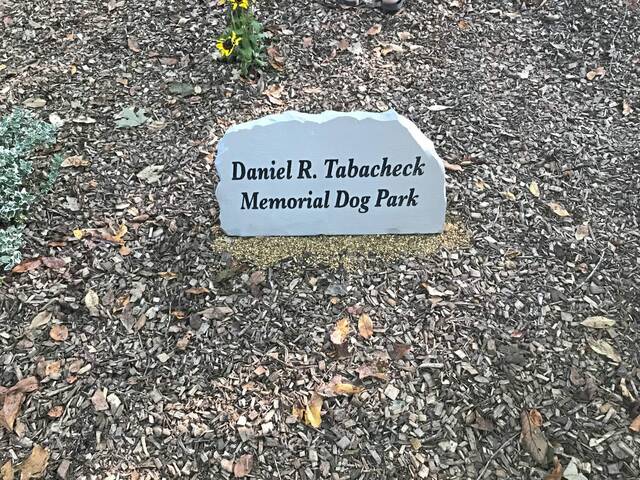 Daniel R. Tabacheck
Memorial Dog Park